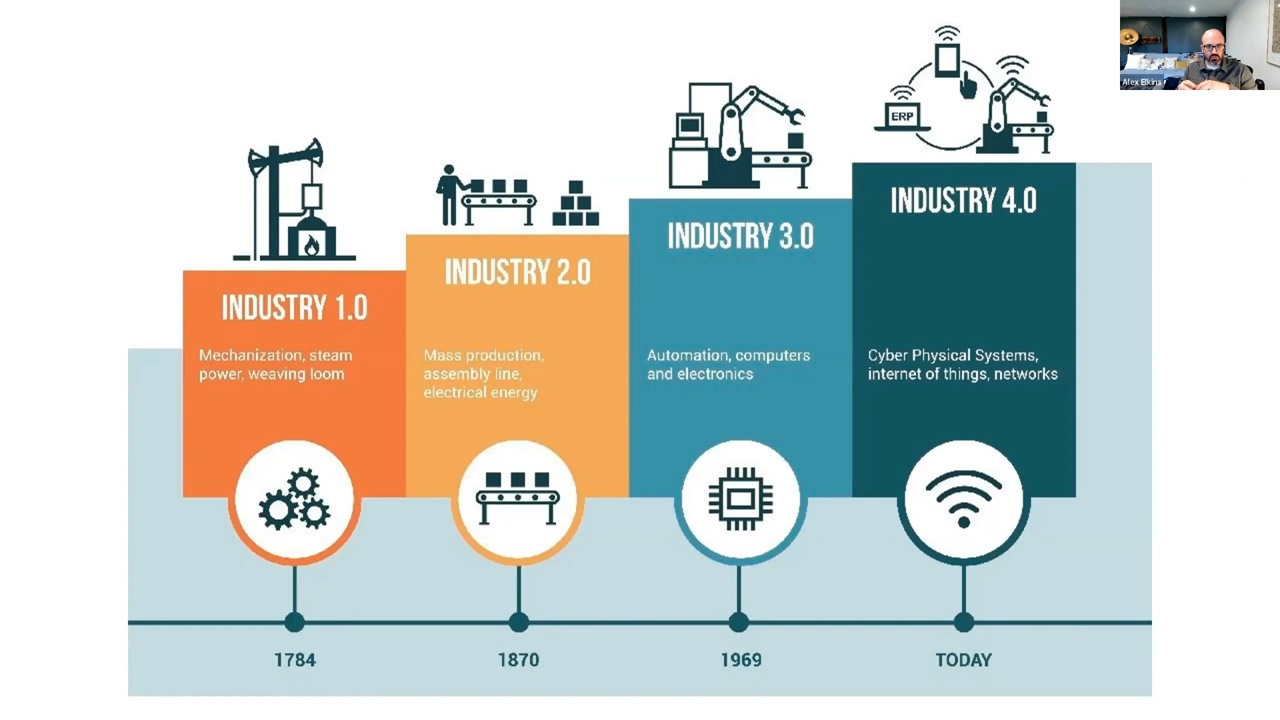 Alex Elkins
ERP
INDUSTRY 1.0
Mechanization, steam
power, weaving loom
INDUSTRY 2.0
Mass production,
assembly line,
electrical energy
INDUSTRY 3.0
Automation, computers
and electronics
INDUSTRY 4.0
Cyber Physical Systems,
internet of things, networks
1784
1870
1969
TODAY